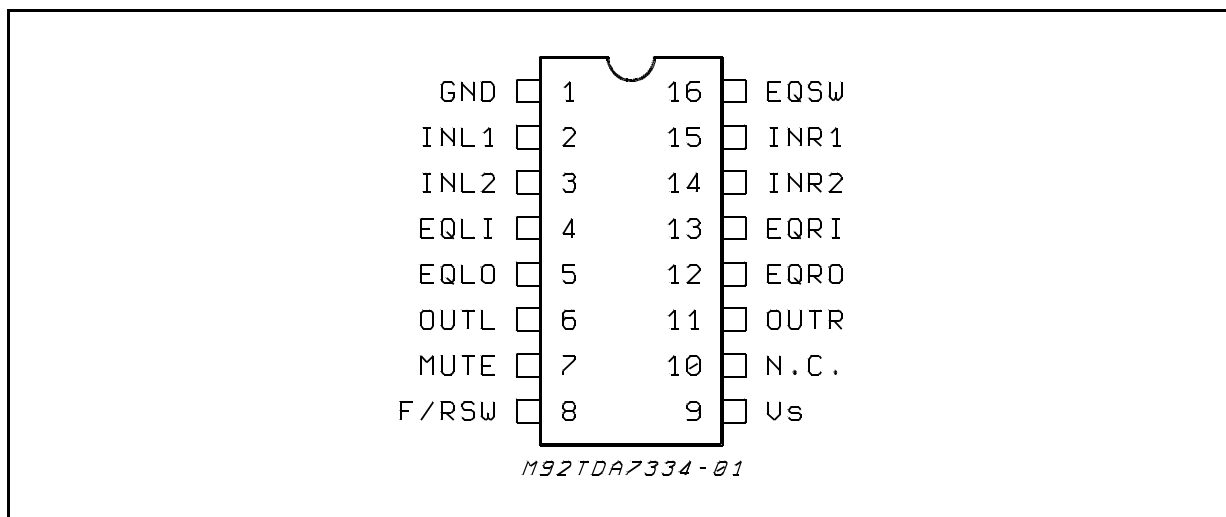 GND 1 16 EQSW
INL1 2 15 INR1
INL2 3 14 INR2
EQLI 4 13 EQRI
EQLO 5 12 EQRO
OUTL 6 11 OUTR
MUTE 7 10 N.C.
F/RSW 8 9 Vs
M92TDA7334-01